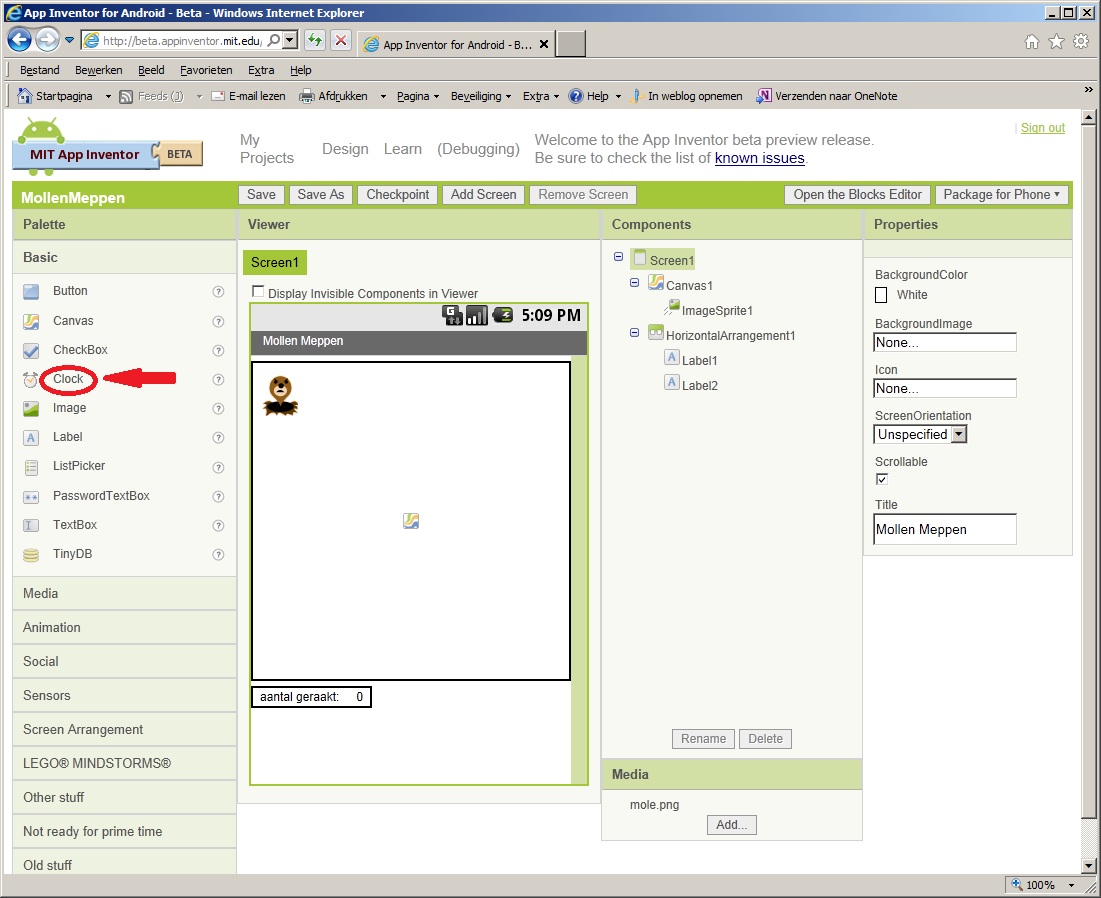 App Inventor for Android - Beta - Windows Internet Explorer
http://beta.appinventor.mit.edu/
App Inventor for Android - B...
Bestand Bewerken Beeld Favorieten Extra Help
Startpagina Feeds (J) E-mail lezen Afdrukken Pagina Beveiliging Extra Help In weblog opnemen Verzenden naar OneNote
»
Sign out
MIT App Inventor BETA
My Projects Design Learn (Debugging)
Welcome to the App Inventor beta preview release.
Be sure to check the list of known issues.
MollenMeppen Save Save As Checkpoint Add Screen Remove Screen Open the Blocks Editor Package for Phone
Palette
Basic
Button ?
Canvas ?
CheckBox ?
Clock ?
Image ?
A Label ?
ListPicker ?
PasswordTextBox ?
TextBox ?
TinyDB ?
Media
Animation
Social
Sensors
Screen Arrangement
LEGO® MINDSTORMS®
Other stuff
Not ready for prime time
Old stuff
Viewer
Screen1
Display Invisible Components in Viewer
G 5:09 PM
Mollen Meppen
aantal geraakt: 0
Components
Screen1
Canvas1
ImageSprite1
HorizontalArrangement1
A Label1
A Label2
Rename Delete
Media
mole.png
Add...
Properties
BackgroundColor
White
BackgroundImage
None...
Icon
None...
ScreenOrientation
Unspecified
Scrollable
Title
Mollen Meppen
100%